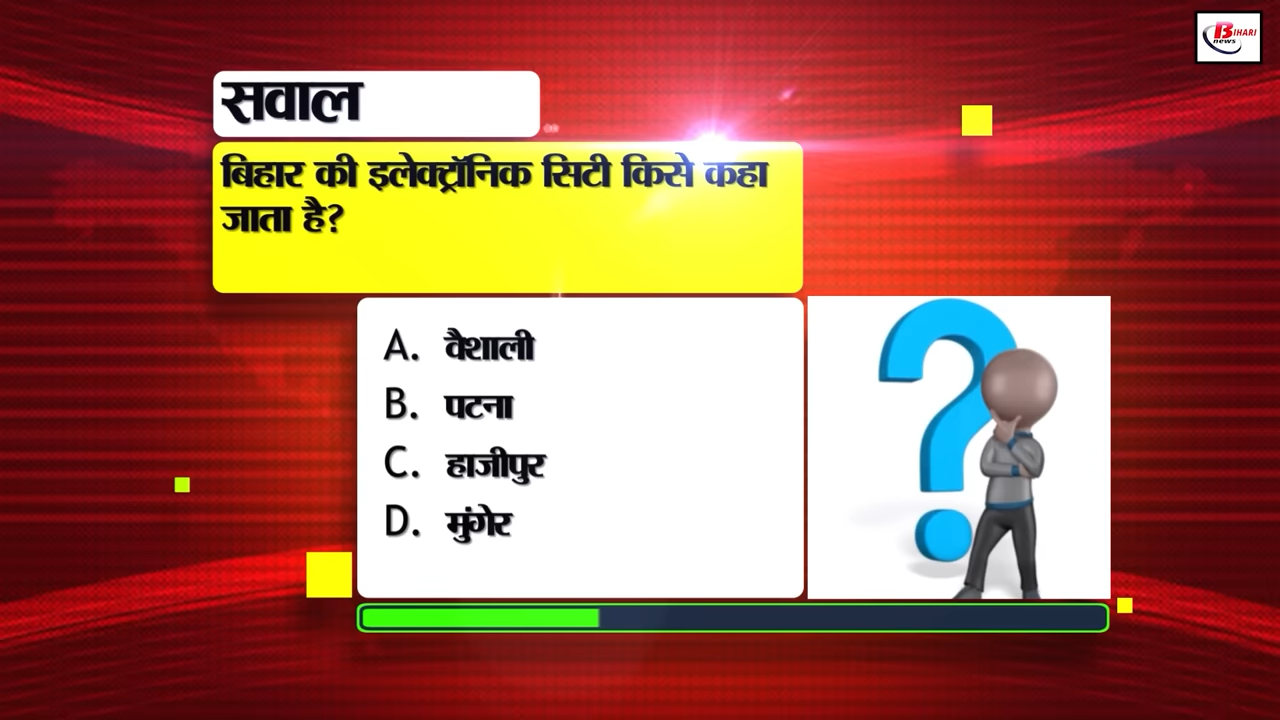 BIHARI
news
सवाल
बिहार की इलेक्ट्रॉनिक सिटी किसे कहा
जाता है?
A. वैशाली
B. पटना
C. हाजीपुर
D. मुंगेर